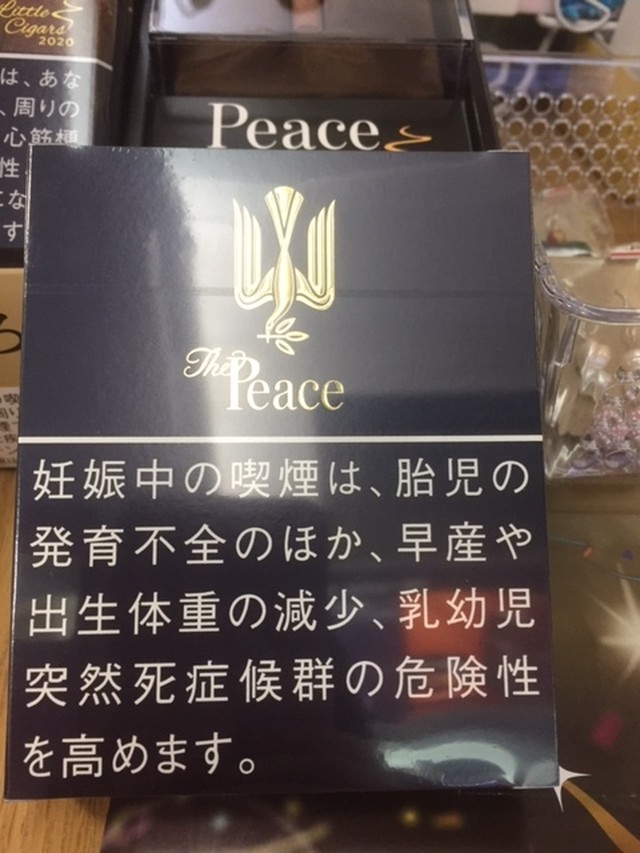 Little
Cigars
2020
は、あな
、周りの
心筋梗
性
Peace
The Peace
妊娠中の喫煙は、胎児の
発育不全のほか、早産や
出生体重の減少、乳幼児
突然死症候群の危険性
を高めます。